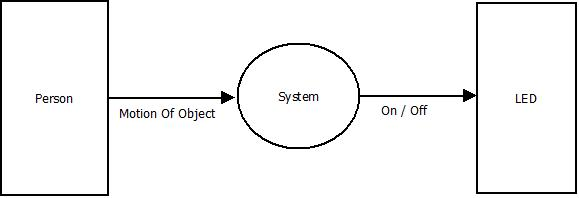 Person
Motion Of Object
System
On / Off
LED